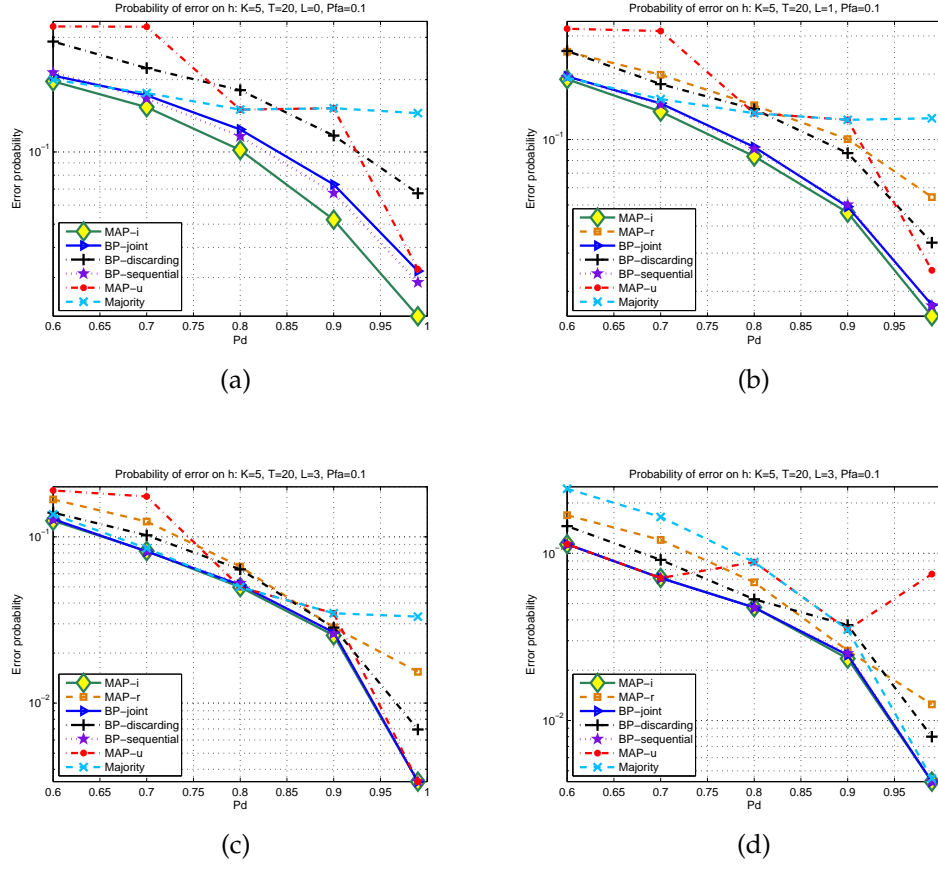 Probability of error on h: K=5, T=20, L=0, Pfa=0.1
Error probability
10−1
MAP−i
BP−joint
BP−discarding
BP−sequential
MAP−u
Majority
0.6 0.65 0.7 0.75 0.8 0.85 0.9 0.95 1
Pd
(a)
Probability of error on h: K=5, T=20, L=1, Pfa=0.1
Error probability
10−1
MAP−i
MAP−r
BP−joint
BP−discarding
BP−sequential
MAP−u
Majority
0.6 0.65 0.7 0.75 0.8 0.85 0.9 0.95
Pd
(b)
Probability of error on h: K=5, T=20, L=3, Pfa=0.1
Error probability
10−1
10−2
MAP−i
MAP−r
BP−joint
BP−discarding
BP−sequential
MAP−u
Majority
0.6 0.65 0.7 0.75 0.8 0.85 0.9 0.95 1
Pd
(c)
Probability of error on h: K=5, T=20, L=3, Pfa=0.1
Error probability
10−1
10−2
MAP−i
MAP−r
BP−joint
BP−discarding
BP−sequential
MAP−u
Majority
0.6 0.65 0.7 0.75 0.8 0.85 0.9 0.95
Pd
(d)